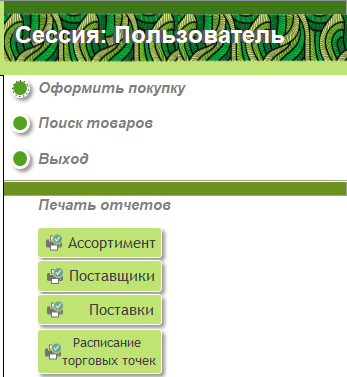 Сессия: Пользователь
Оформить покупку
Поиск товаров
Выход
Печать отчетов
Ассортимент
Поставщики
Поставки
Расписание
торговых точек